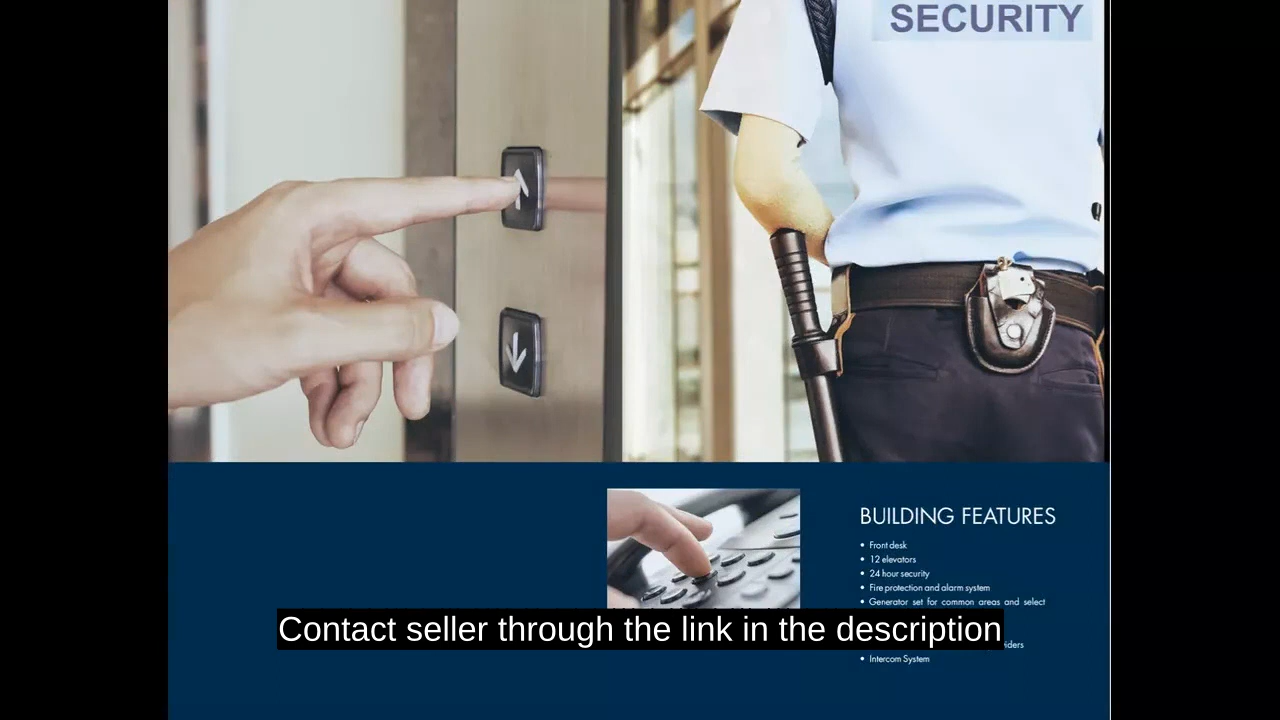 SECURITY
BUILDING FEATURES
• Front desk
• 12 elevators
• 24 hour security
• Fire protection and alarm system
• Generator set for common areas and select
Contact seller through the link in the description
• Intercom System